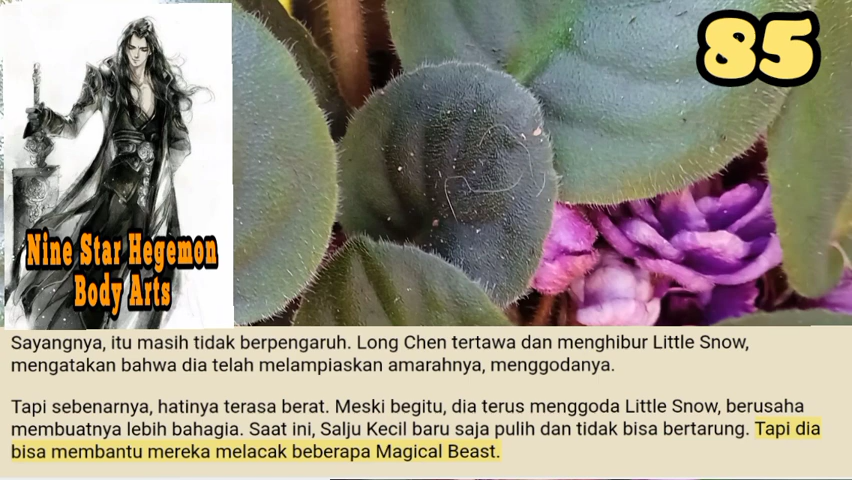 85
Nine Star Hegemon
Body Arts
Sayangnya, itu masih tidak berpengaruh. Long Chen tertawa dan menghibur Little Snow,
mengatakan bahwa dia telah melampiaskan amarahnya, menggodanya.
Tapi sebenarnya, hatinya terasa berat. Meski begitu, dia terus menggoda Little Snow, berusaha
membuatnya lebih bahagia. Saat ini, Salju Kecil baru saja pulih dan tidak bisa bertarung. Tapi dia
bisa membantu mereka melacak beberapa Magical Beast.